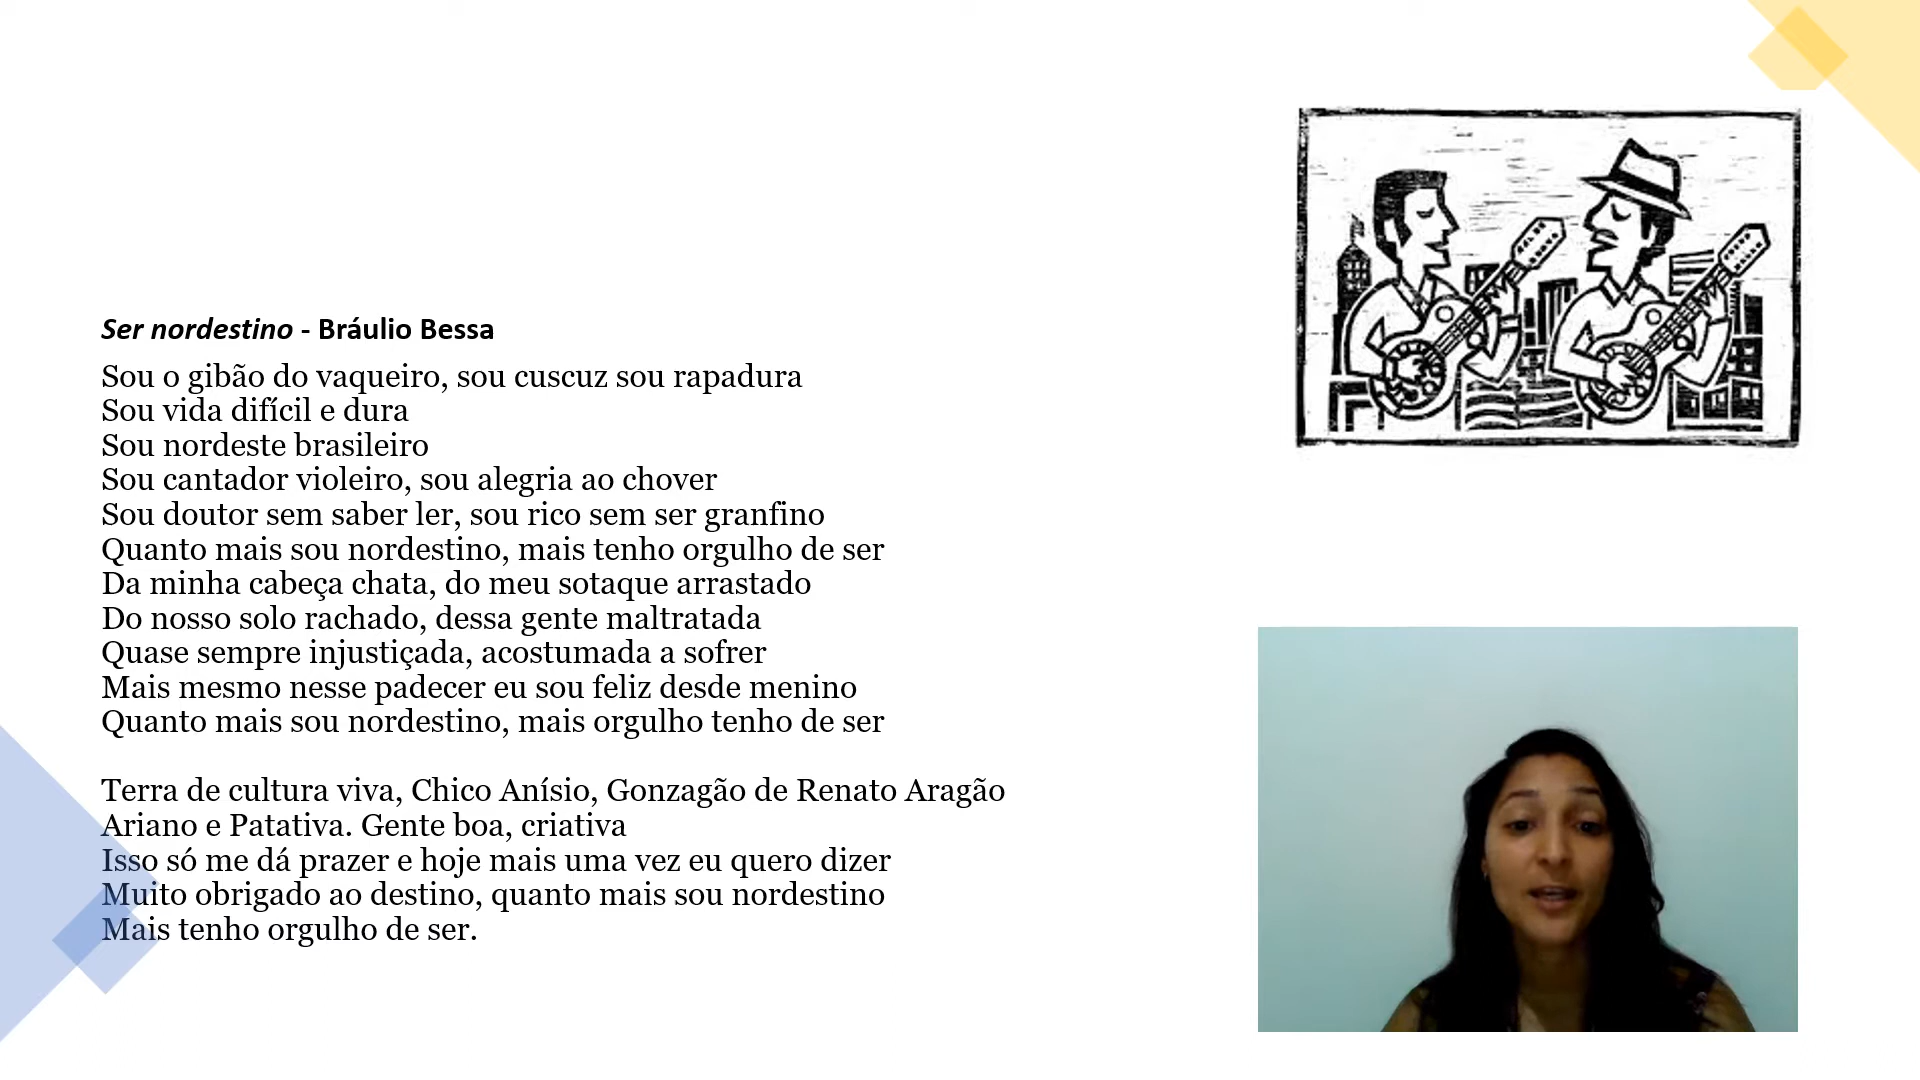 Ser nordestino - Bráulio Bessa
Sou o gibão do vaqueiro, sou cuscuz sou rapadura
Sou vida difícil e dura
Sou nordeste brasileiro
Sou cantador violeiro, sou alegria ao chover
Sou doutor sem saber ler, sou rico sem ser granfino
Quanto mais sou nordestino, mais tenho orgulho de ser
Da minha cabeça chata, do meu sotaque arrastado
Do nosso solo rachado, dessa gente maltratada
Quase sempre injustiçada, acostumada a sofrer
Mais mesmo nesse padecer eu sou feliz desde menino
Quanto mais sou nordestino, mais orgulho tenho de ser
Terra de cultura viva, Chico Anísio, Gonzagão de Renato Aragão
Ariano e Patativa. Gente boa, criativa
Isso só me dá prazer e hoje mais uma vez eu quero dizer
Muito obrigado ao destino, quanto mais sou nordestino
Mais tenho orgulho de ser.